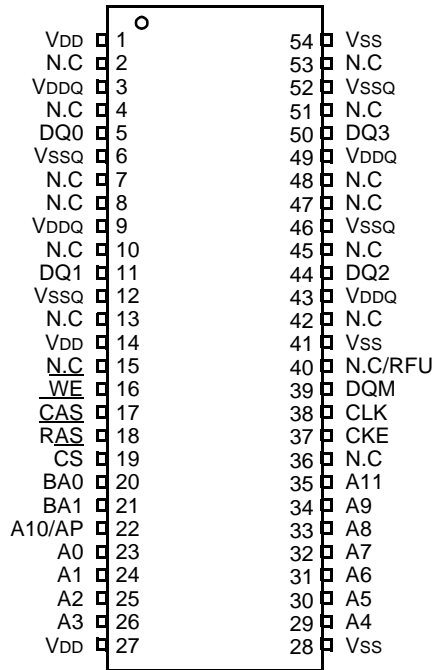 VDD 1 54 VSS
N.C 2 53 N.C
VDDQ 3 52 VSSQ
N.C 4 51 N.C
DQ0 5 50 DQ3
VSSQ 6 49 VDDQ
N.C 7 48 N.C
N.C 8 47 N.C
VDDQ 9 46 VSSQ
N.C 10 45 N.C
DQ1 11 44 DQ2
VSSQ 12 43 VDDQ
N.C 13 42 N.C
VDD 14 41 VSS
N.C 15 40 N.C/RFU
WE 16 39 DQM
CAS 17 38 CLK
RAS 18 37 CKE
CS 19 36 N.C
BA0 20 35 A11
BA1 21 34 A9
A10/AP 22 33 A8
A0 23 32 A7
A1 24 31 A6
A2 25 30 A5
A3 26 29 A4
VDD 27 28 VSS